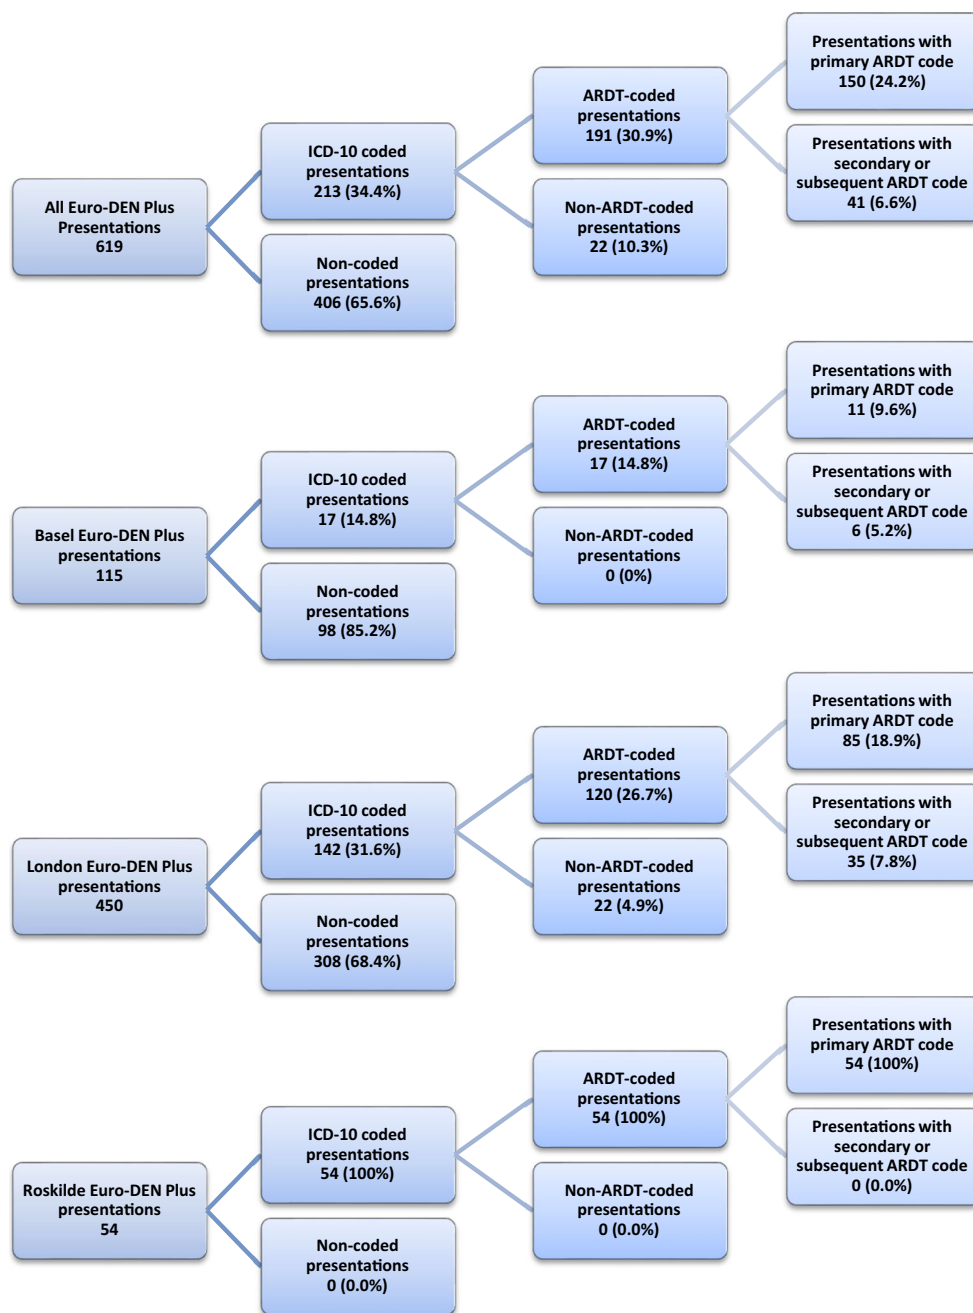 All Euro-DEN Plus
Presentations
619
ICD-10 coded
presentations
213 (34.4%)
Non-coded
presentations
406 (65.6%)
ARDT-coded
presentations
191 (30.9%)
Non-ARDT-coded
presentations
22 (10.3%)
Presentations with
primary ARDT code
150 (24.2%)
Presentations with
secondary or
subsequent ARDT code
41 (6.6%)
Basel Euro-DEN Plus
presentations
115
ICD-10 coded
presentations
17 (14.8%)
Non-coded
presentations
98 (85.2%)
ARDT-coded
presentations
17 (14.8%)
Non-ARDT-coded
presentations
0 (0%)
Presentations with
primary ARDT code
11 (9.6%)
Presentations with
secondary or
subsequent ARDT code
6 (5.2%)
London Euro-DEN Plus
presentations
450
ICD-10 coded
presentations
142 (31.6%)
Non-coded
presentations
308 (68.4%)
ARDT-coded
presentations
120 (26.7%)
Non-ARDT-coded
presentations
22 (4.9%)
Presentations with
primary ARDT code
85 (18.9%)
Presentations with
secondary or
subsequent ARDT code
35 (7.8%)
Roskilde Euro-DEN Plus
presentations
54
ICD-10 coded
presentations
54 (100%)
Non-coded
presentations
0 (0.0%)
ARDT-coded
presentations
54 (100%)
Non-ARDT-coded
presentations
0 (0.0%)
Presentations with
primary ARDT code
54 (100%)
Presentations with
secondary or
subsequent ARDT code
0 (0.0%)